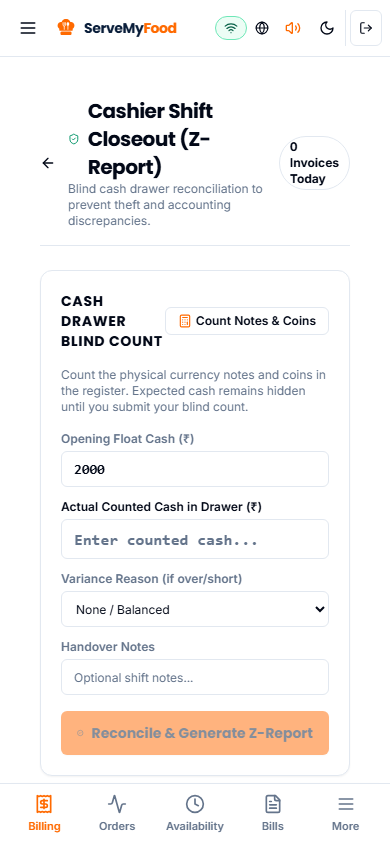 ServeMyFood
Cashier Shift
Closeout (Z-
Report)
Blind cash drawer reconciliation to
prevent theft and accounting
discrepancies.
0
Invoices
Today
CASH
DRAWER
BLIND COUNT
Count Notes & Coins
Count the physical currency notes and coins in
the register. Expected cash remains hidden
until you submit your blind count.
Opening Float Cash (₹)
2000
Actual Counted Cash in Drawer (₹)
Enter counted cash...
Variance Reason (if over/short)
None / Balanced
Handover Notes
Optional shift notes...
Reconcile & Generate Z-Report
Billing
Orders
Availability
Bills
More